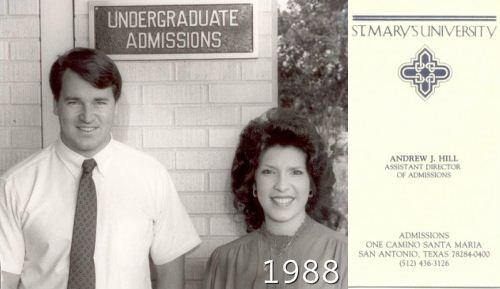 UNDERGRADUATE
ADMISSIONS
1988
ST. MARY'S UNIVERSITY
ANDREW J. HILL
ASSISTANT DIRECTOR
OF ADMISSIONS
ADMISSIONS
ONE CAMINO SANTA MARIA
SAN ANTONIO, TEXAS 78284-0400
(512) 436-3126